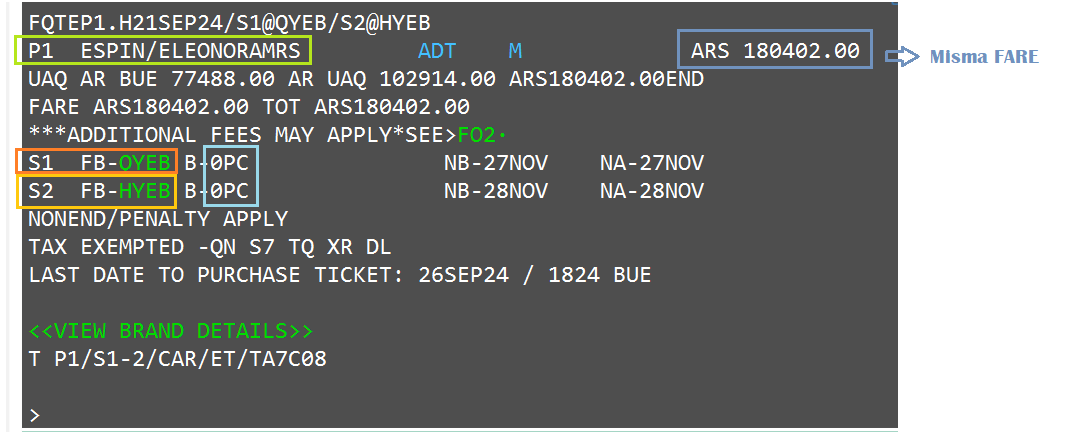 FQTEP1.H21SEP24/S1@QYEB/S2@HYEB
P1 ESPIN/ELEONORAMRS ADT M ARS 180402.00 Misma FARE
UAQ AR BUE 77488.00 AR UAQ 102914.00 ARS180402.00END
FARE ARS180402.00 TOT ARS180402.00
***ADDITIONAL FEES MAY APPLY*SEE>FO2·
S1 FB-QYEB B-0PC NB-27NOV NA-27NOV
S2 FB-HYEB B-0PC NB-28NOV NA-28NOV
NONEND/PENALTY APPLY
TAX EXEMPTED -QN S7 TQ XR DL
LAST DATE TO PURCHASE TICKET: 26SEP24 / 1824 BUE
<<VIEW BRAND DETAILS>>
T P1/S1-2/CAR/ET/TA7C08
>